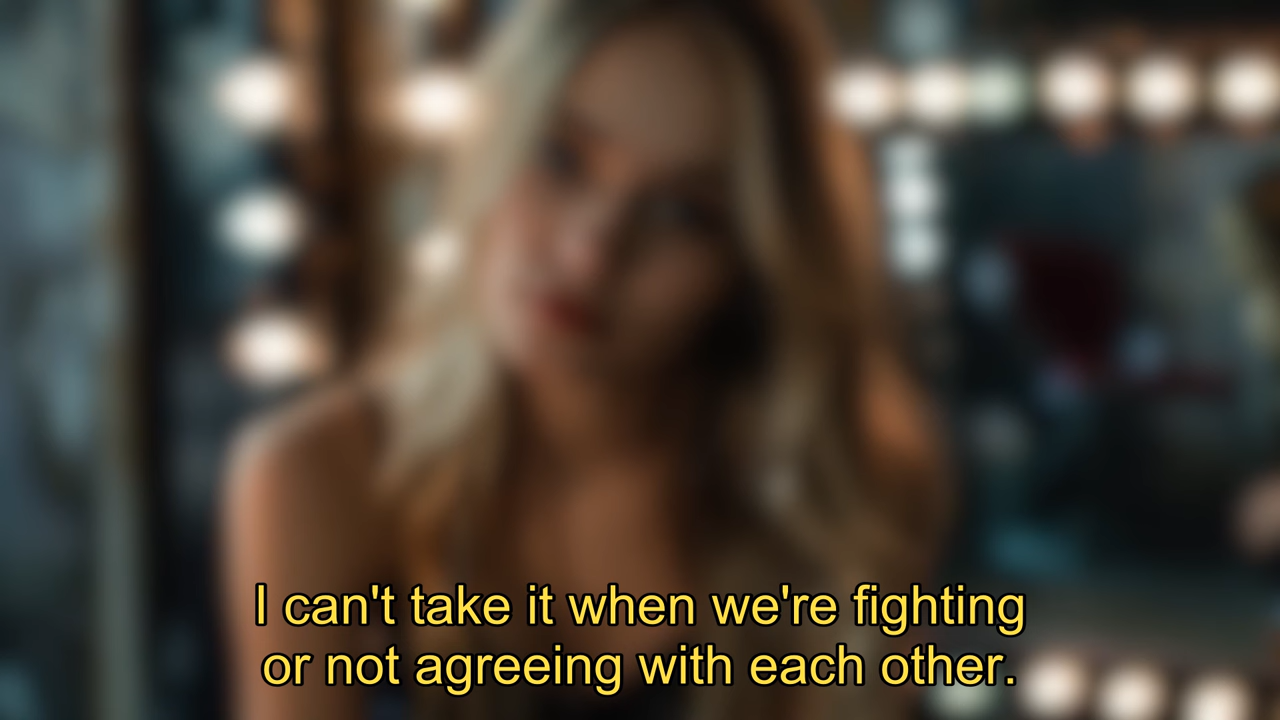 I can't take it when we're fighting
or not agreeing with each other.